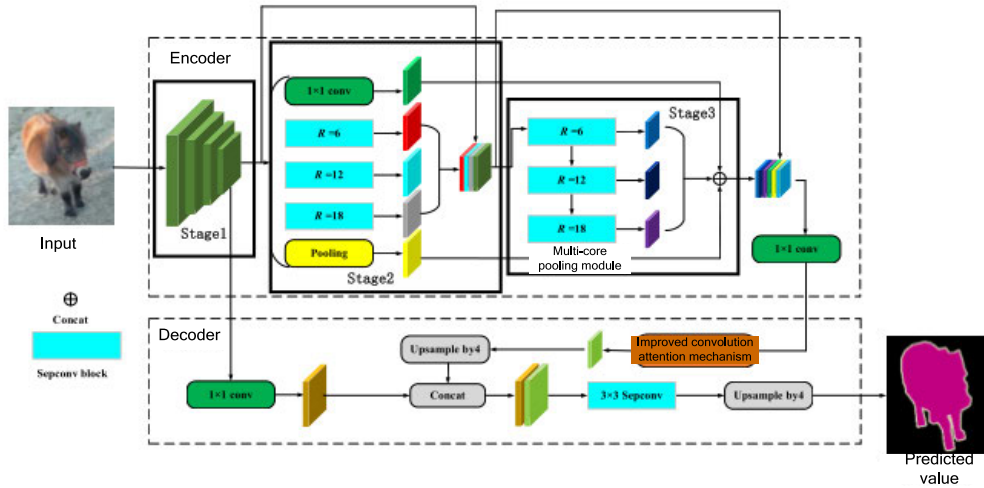 Encoder
Input
Stage1
1×1 conv
R =6
R =12
R =18
Pooling
Stage2
Stage3
R =6
R =12
R =18
Multi-core
pooling module
1×1 conv
Concat
Sepconv block
Decoder
Upsample by4
Improved convolution
attention mechanism
1×1 conv
Concat
3×3 Sepconv
Upsample by4
Predicted
value